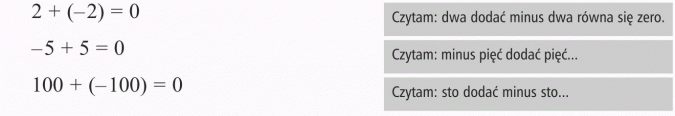 2 + (–2) = 0
Czytam: dwa dodać minus dwa równa się zero.
–5 + 5 = 0
Czytam: minus pięć dodać pięć...
100 + (–100) = 0
Czytam: sto dodać minus sto...